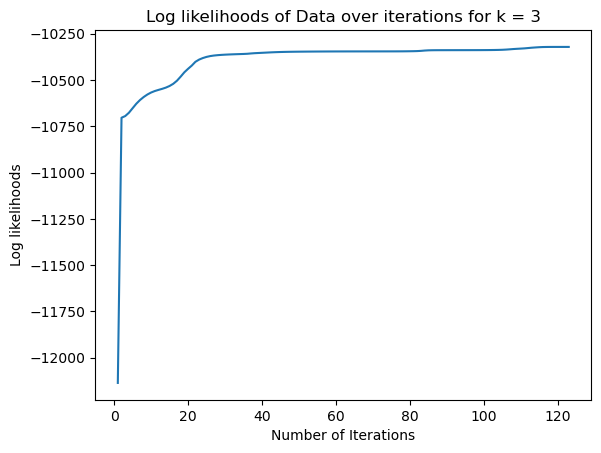 Log likelihoods of Data over iterations for k = 3
Log likelihoods
−10250
−10500
−10750
−11000
−11250
−11500
−11750
−12000
0 20 40 60 80 100 120
Number of Iterations